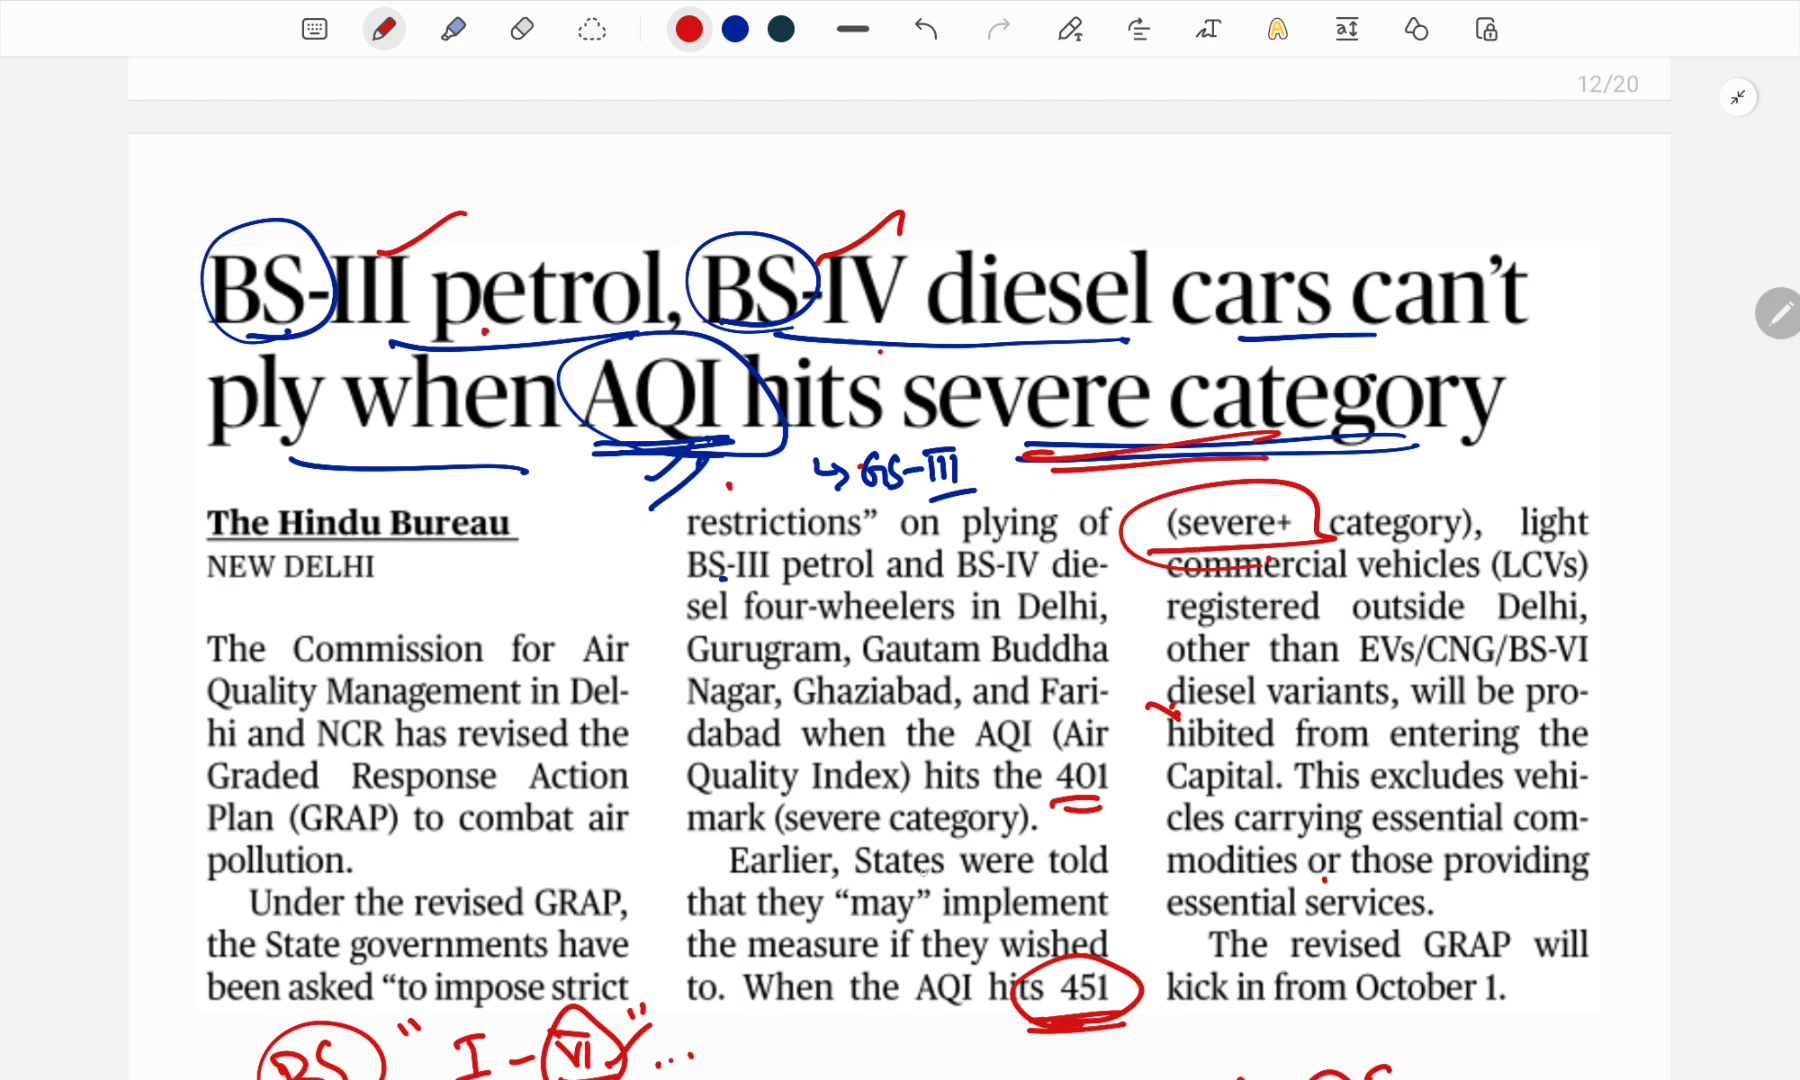 12/20
BS-III petrol, BS-IV diesel cars can’t
ply when AQI hits severe category
↳ GS-III
The Hindu Bureau
NEW DELHI
The Commission for Air
Quality Management in Del-
hi and NCR has revised the
Graded Response Action
Plan (GRAP) to combat air
pollution.
Under the revised GRAP,
the State governments have
been asked “to impose strict
restrictions” on plying of
BS-III petrol and BS-IV die-
sel four-wheelers in Delhi,
Gurugram, Gautam Buddha
Nagar, Ghaziabad, and Fari-
dabad when the AQI (Air
Quality Index) hits the 401
mark (severe category).
Earlier, States were told
that they “may” implement
the measure if they wished
to. When the AQI hits 451
(severe+ category), light
commercial vehicles (LCVs)
registered outside Delhi,
other than EVs/CNG/BS-VI
diesel variants, will be pro-
hibited from entering the
Capital. This excludes vehi-
cles carrying essential com-
modities or those providing
essential services.
The revised GRAP will
kick in from October 1.
BS " I - VI " ...